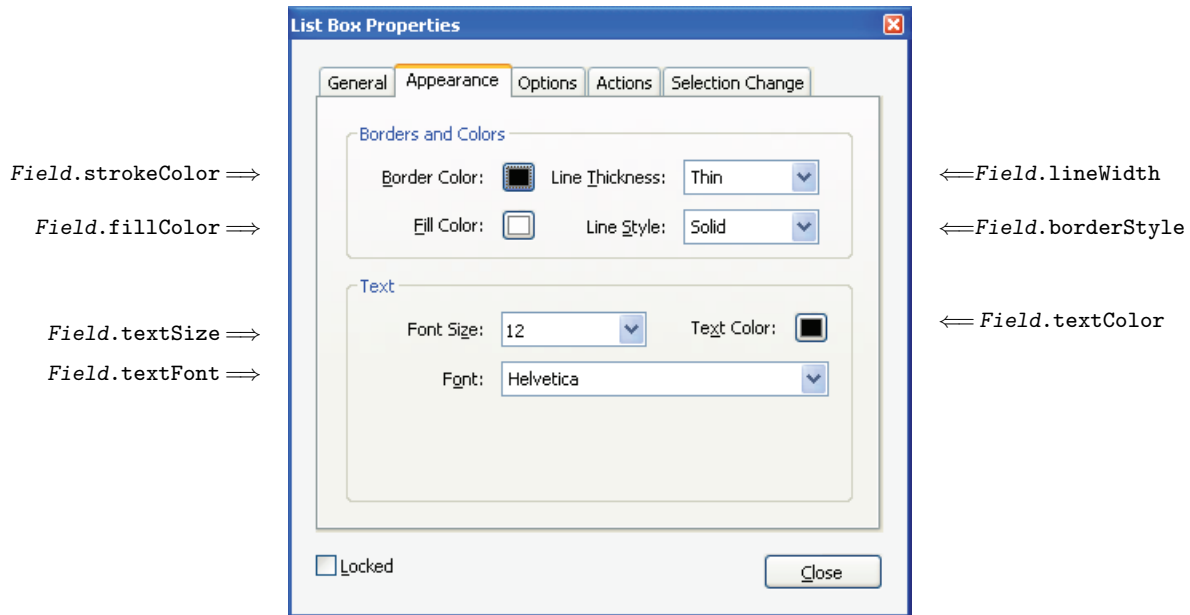 List Box Properties
General Appearance Options Actions Selection Change
Borders and Colors
Field.strokeColor⟹ Border Color: Line Thickness: Thin ⟸Field.lineWidth
Field.fillColor⟹ Fill Color: Line Style: Solid ⟸Field.borderStyle
Text
Field.textSize⟹ Font Size: 12 Text Color: ⟸Field.textColor
Field.textFont⟹ Font: Helvetica
Locked Close